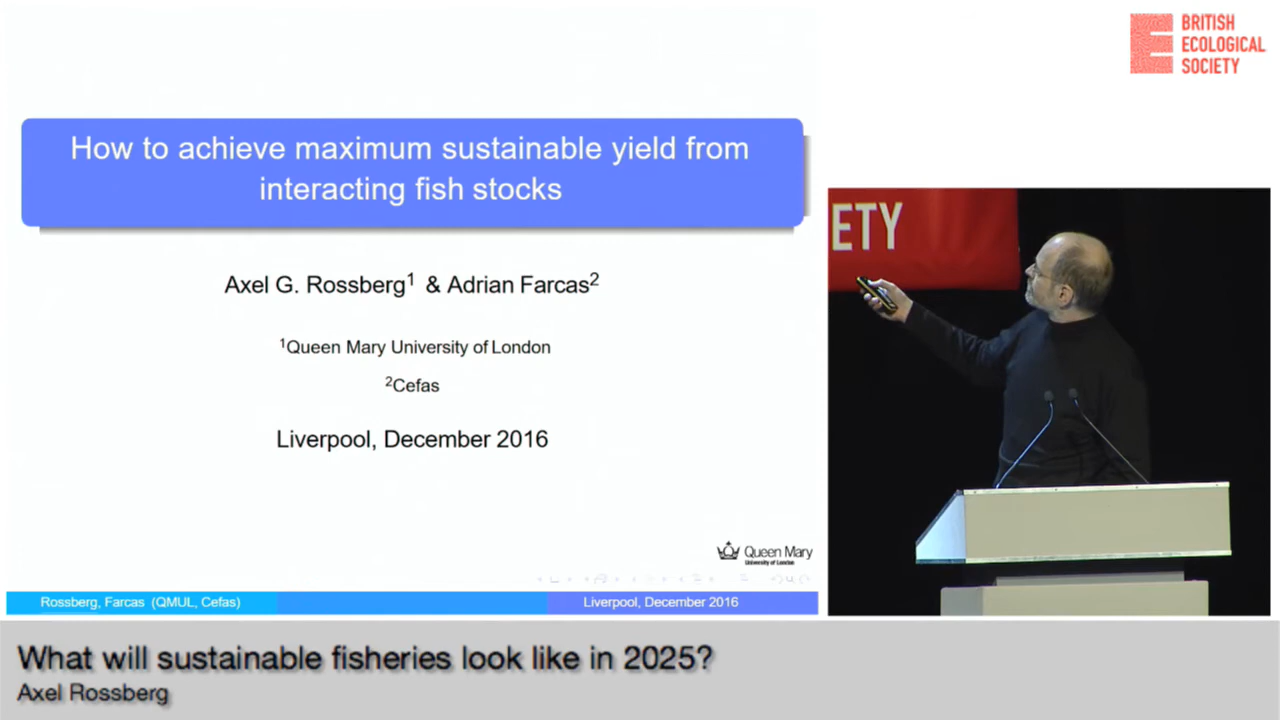 BRITISH
ECOLOGICAL
SOCIETY
How to achieve maximum sustainable yield from
interacting fish stocks
Axel G. Rossberg1 & Adrian Farcas2
1Queen Mary University of London
2Cefas
Liverpool, December 2016
Queen Mary
University of London
Rossberg, Farcas (QMUL, Cefas)
Liverpool, December 2016
ETY
What will sustainable fisheries look like in 2025?
Axel Rossberg